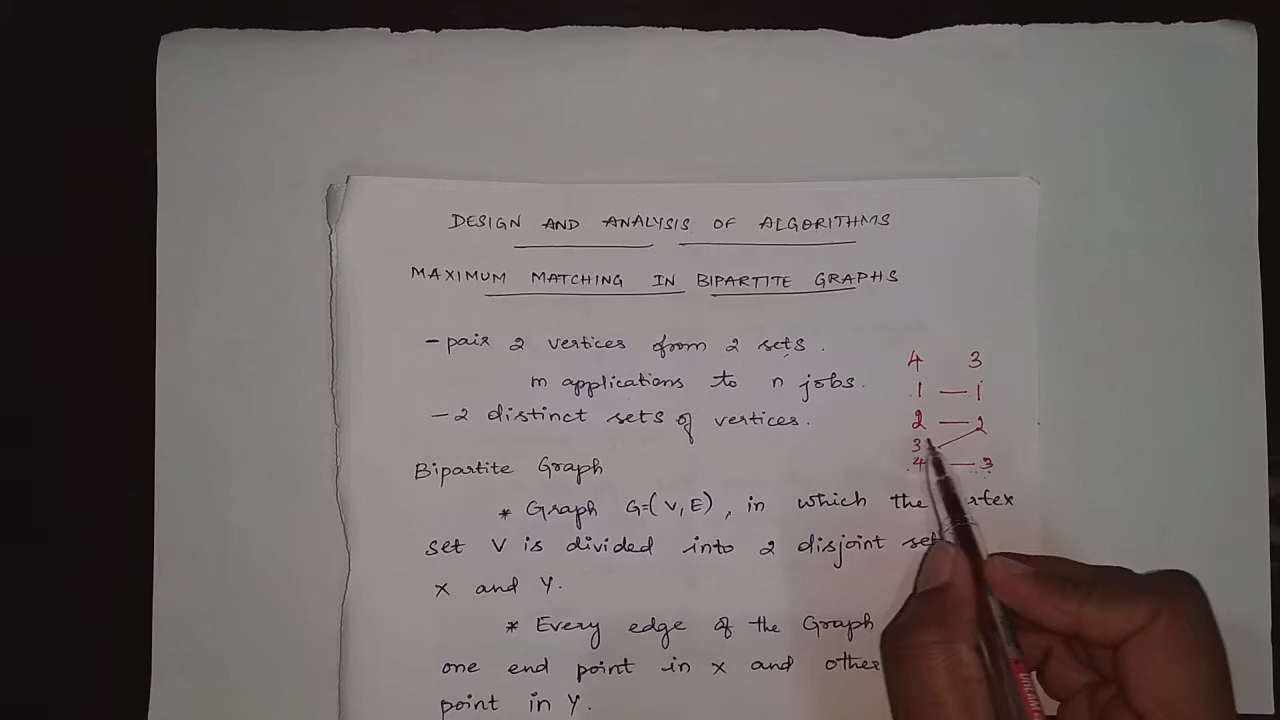 DESIGN AND ANALYSIS OF ALGORITHMS
MAXIMUM MATCHING IN BIPARTITE GRAPHS
- pair 2 vertices from 2 sets.
m applications to n jobs.
- 2 distinct sets of vertices.
4 3
1 — 1
2 — 2
3
4 — 3
Bipartite Graph
* Graph G=(V,E), in which the
set V is divided into 2 disjoint
X and Y.
* Every edge of the Graph
one end point in X and other
point in Y.